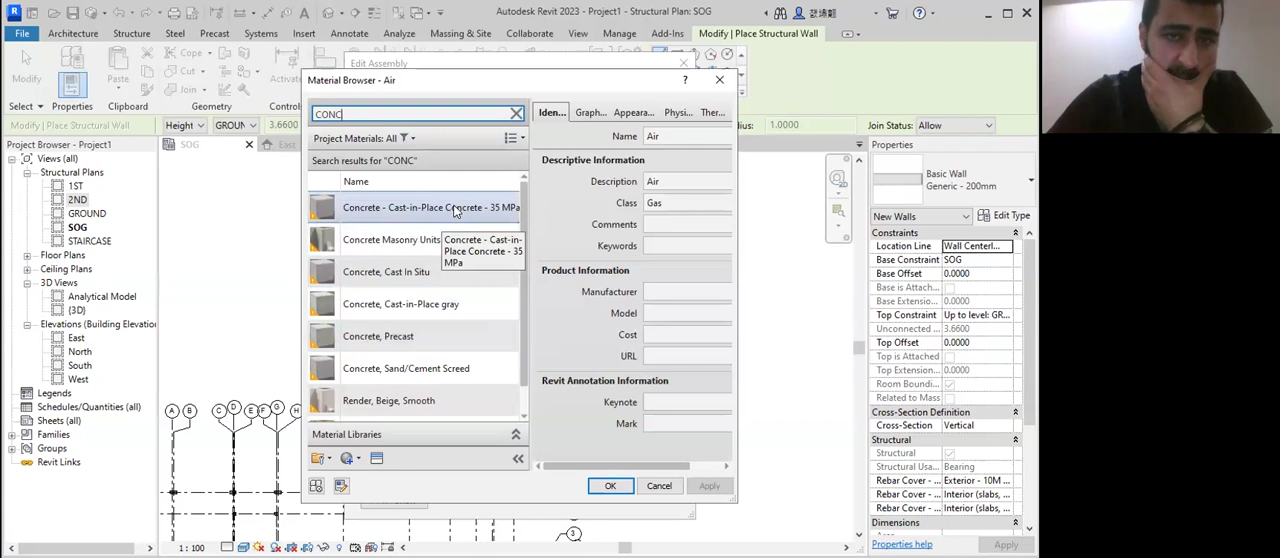 Autodesk Revit 2023 - Project1 - Structural Plan: SOG
File Architecture Structure Steel Precast Systems Insert Annotate Analyze Massing & Site Collaborate View Manage Add-Ins Modify | Place Structural Wall
Modify
Cope
Cut
Join
Activate
Select Properties Clipboard Geometry
Edit Assembly
Modify | Place Structural Wall Height GROUN 3.6600 1.0000 Join Status: Allow
Project Browser - Project1
Views (all)
Structural Plans
1ST
2ND
GROUND
SOG
STAIRCASE
Floor Plans
Ceiling Plans
3D Views
Analytical Model
{3D}
Elevations (Building Elevation
East
North
South
West
Legends
Schedules/Quantities (all)
Sheets (all)
Families
Groups
Revit Links
SOG
East
A B C D E F G H
3
1 : 100
Material Browser - Air
?
CONC
Project Materials: All
Search results for "CONC"
Name
Concrete - Cast-in-Place Concrete - 35 MPa
Concrete Masonry Units
Concrete - Cast-in-
Place Concrete - 35
MPa
Concrete, Cast In Situ
Concrete, Cast-in-Place gray
Concrete, Precast
Concrete, Sand/Cement Screed
Render, Beige, Smooth
Material Libraries
Iden... Graph... Appeara... Physi... Ther...
Name Air
Descriptive Information
Description Air
Class Gas
Comments
Keywords
Product Information
Manufacturer
Model
Cost
URL
Revit Annotation Information
Keynote
Mark
OK Cancel Apply
Properties
Basic Wall
Generic - 200mm
New Walls Edit Type
Constraints
Location Line Wall Centerl...
Base Constraint SOG
Base Offset 0.0000
Base is Attach...
Base Extensio... 0.0000
Top Constraint Up to level: GR...
Unconnected ... 3.6600
Top Offset 0.0000
Top is Attached
Top Extension... 0.0000
Room Boundi...
Related to Mass
Cross-Section Definition
Cross-Section Vertical
Structural
Structural
Structural Usa... Bearing
Rebar Cover - ... Exterior - 10M ...
Rebar Cover - ... Interior (slabs, ...
Rebar Cover - ... Interior (slabs, ...
Dimensions
Properties help Apply